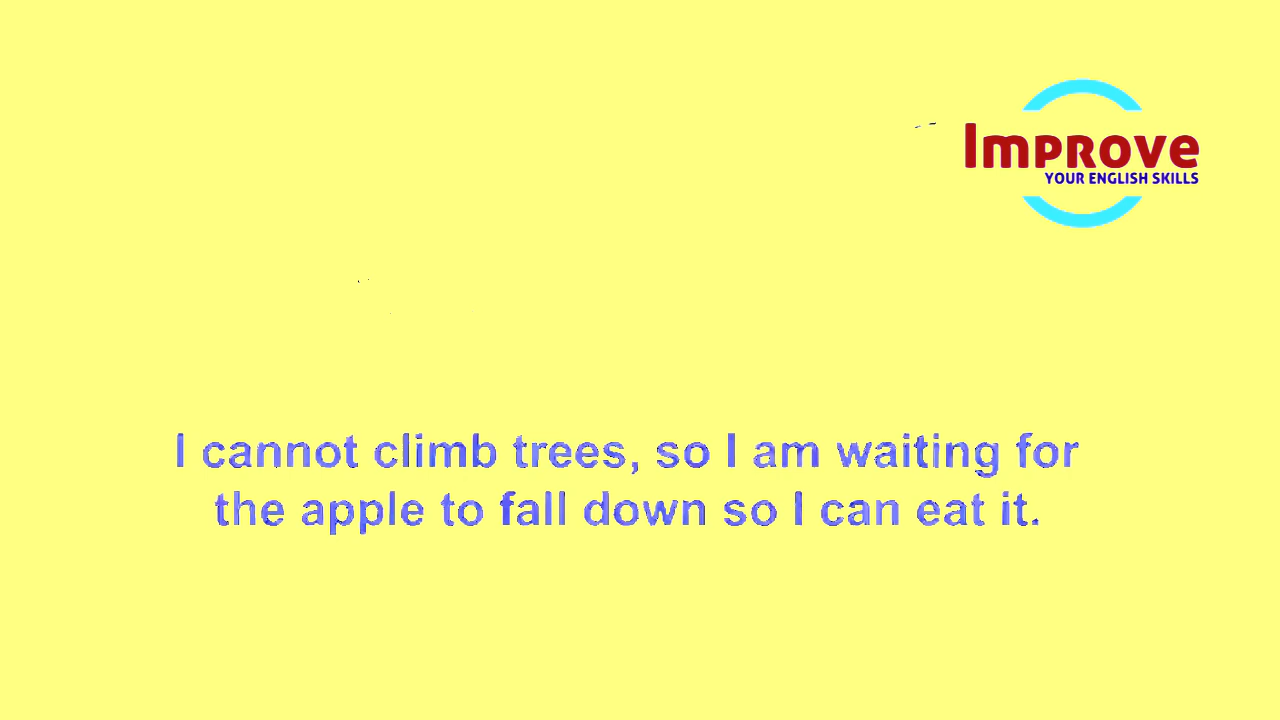 Improve
YOUR ENGLISH SKILLS
I cannot climb trees, so I am waiting for
the apple to fall down so I can eat it.